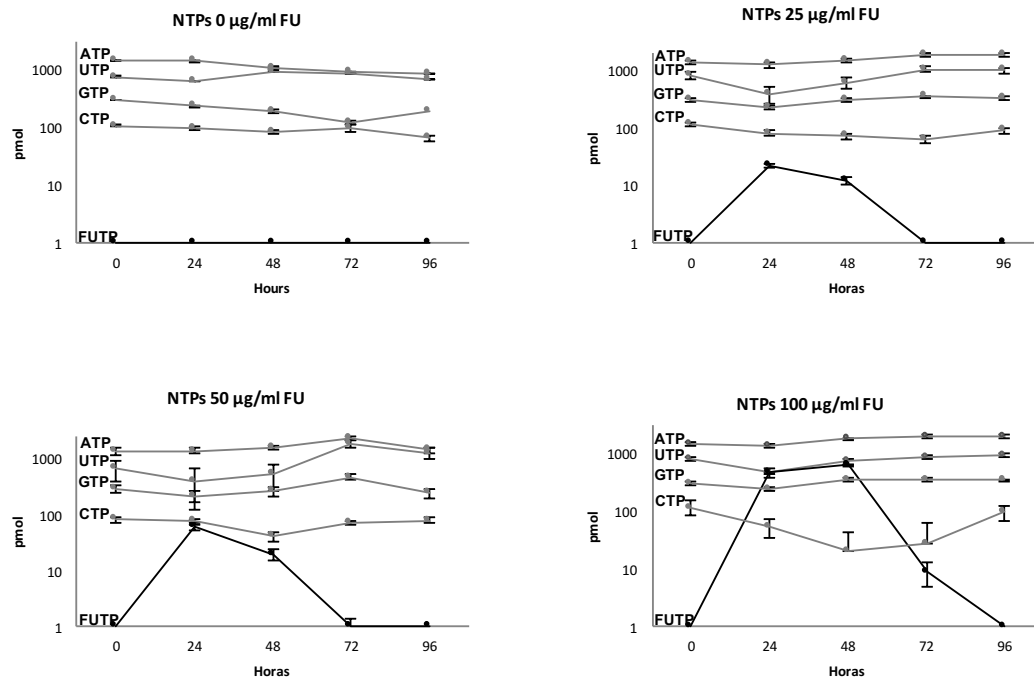 NTPs 0 µg/ml FU
ATP
UTP
GTP
CTP
FUTP
1000
100
10
1
pmol
0 24 48 72 96
Hours
NTPs 25 µg/ml FU
ATP
UTP
GTP
CTP
FUTP
1000
100
10
1
pmol
0 24 48 72 96
Horas
NTPs 50 µg/ml FU
ATP
UTP
GTP
CTP
FUTP
1000
100
10
1
pmol
0 24 48 72 96
Horas
NTPs 100 µg/ml FU
ATP
UTP
GTP
CTP
FUTP
1000
100
10
1
pmol
0 24 48 72 96
Horas